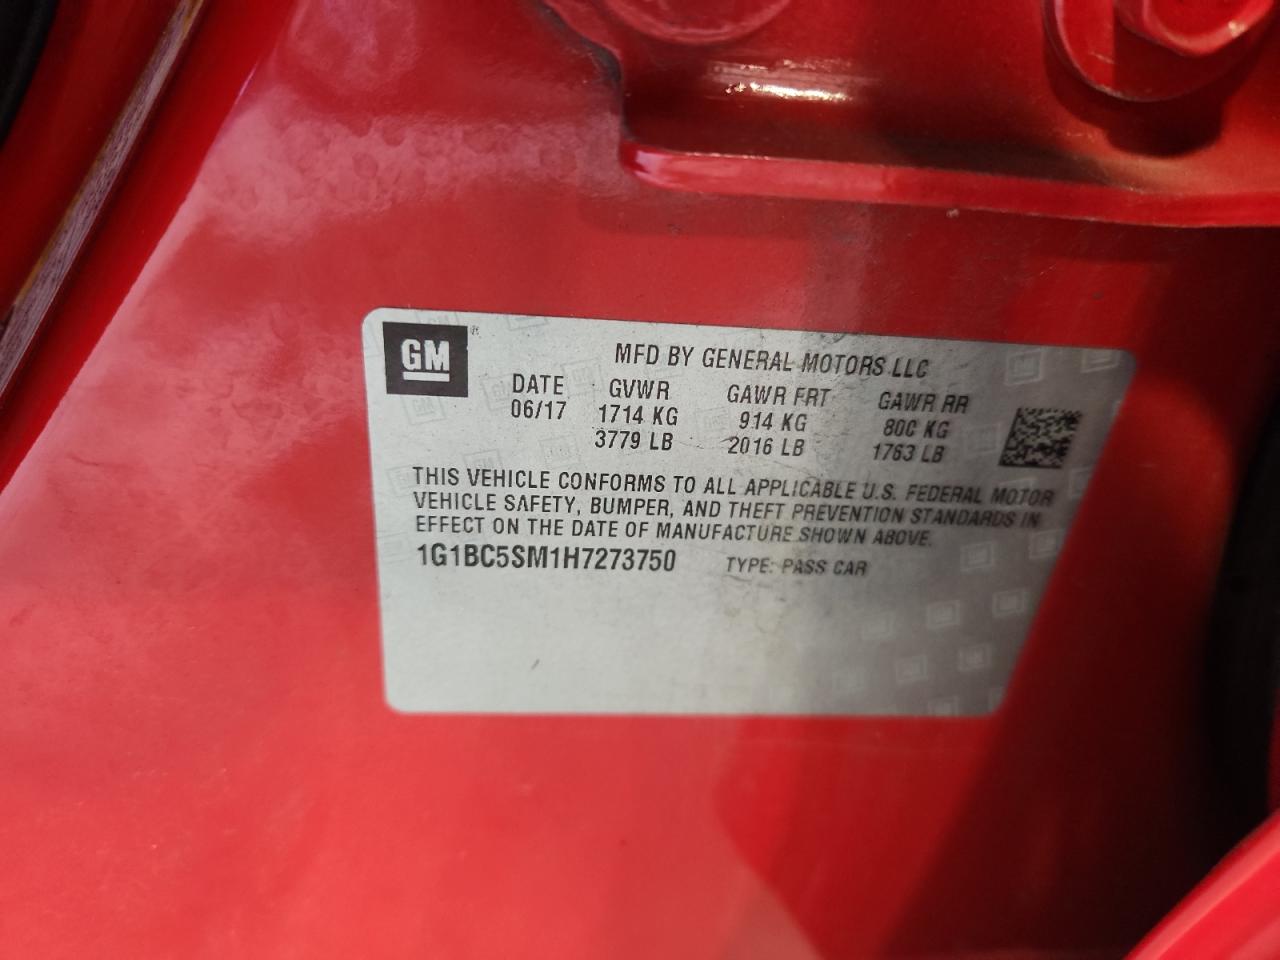 GM
MFD BY GENERAL MOTORS LLC
DATE GVWR GAWR FRT GAWR RR
06/17 1714 KG 914 KG 800 KG
3779 LB 2016 LB 1763 LB
THIS VEHICLE CONFORMS TO ALL APPLICABLE U.S. FEDERAL MOTOR
VEHICLE SAFETY, BUMPER, AND THEFT PREVENTION STANDARDS IN
EFFECT ON THE DATE OF MANUFACTURE SHOWN ABOVE.
1G1BC5SM1H7273750 TYPE: PASS CAR